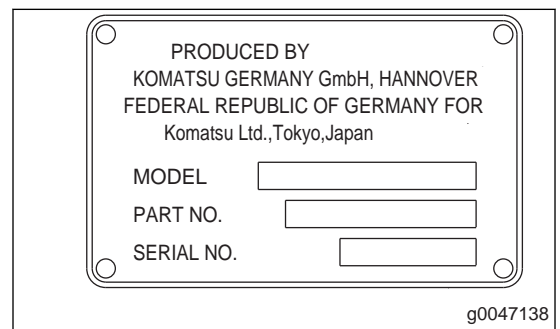 PRODUCED BY
KOMATSU GERMANY GmbH, HANNOVER
FEDERAL REPUBLIC OF GERMANY FOR
Komatsu Ltd.,Tokyo,Japan
MODEL
PART NO.
SERIAL NO.
g0047138